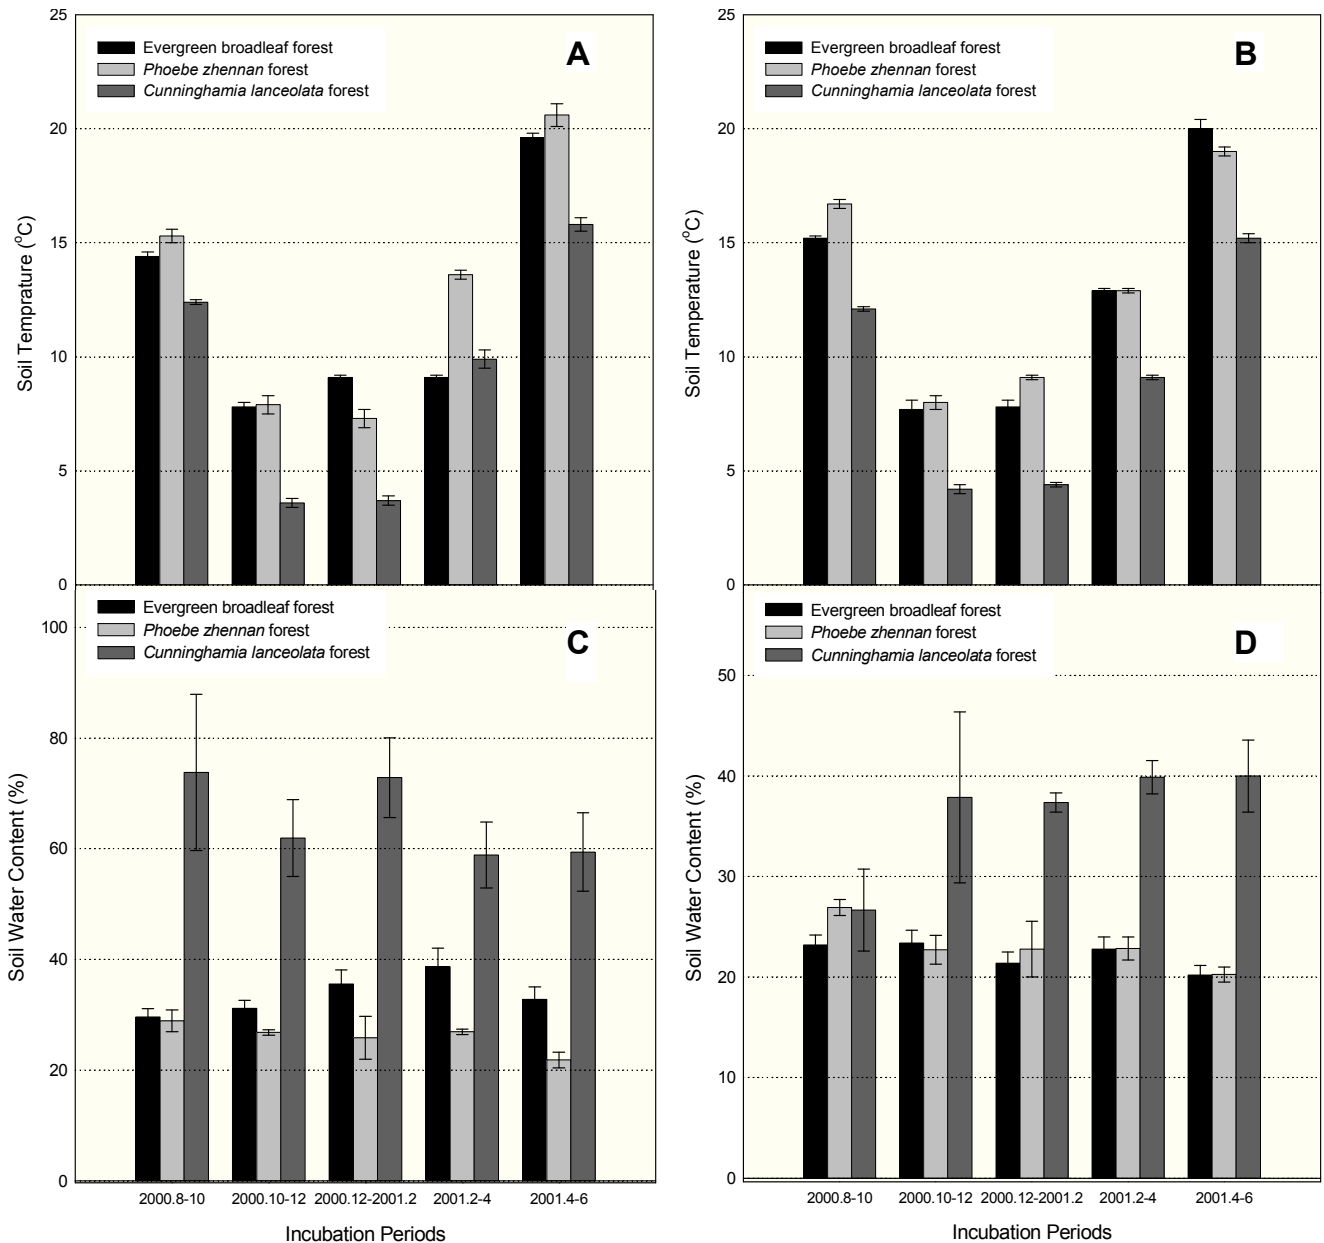 25
Evergreen broadleaf forest
Phoebe zhennan forest
Cunninghamia lanceolata forest
A
20
15
10
5
0
Soil Temprature (°C)
25
Evergreen broadleaf forest
Phoebe zhennan forest
Cunninghamia lanceolata forest
B
20
15
10
5
0
Soil Temperature (°C)
Evergreen broadleaf forest
Phoebe zhennan forest
Cunninghamia lanceolata forest
C
100
80
60
40
20
0
Soil Water Content (%)
2000.8-10 2000.10-12 2000.12-2001.2 2001.2-4 2001.4-6
Incubation Periods
Evergreen broadleaf forest
Phoebe zhennan forest
Cunninghamia lanceolata forest
D
50
40
30
20
10
0
Soil Water Content (%)
2000.8-10 2000.10-12 2000.12-2001.2 2001.2-4 2001.4-6
Incubation Periods